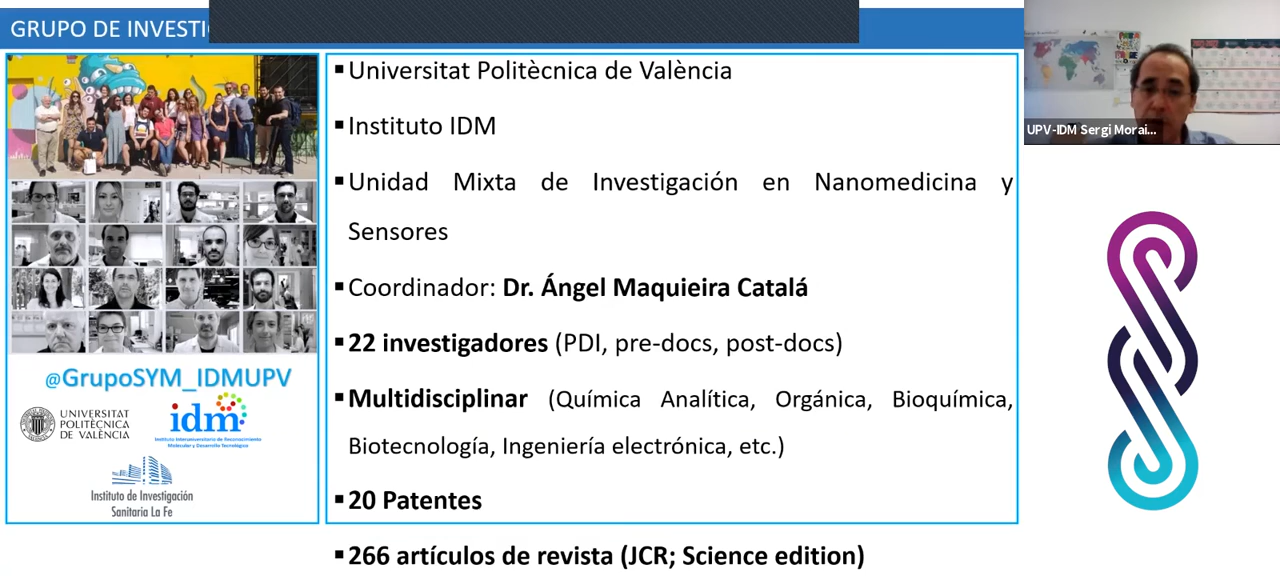 GRUPO DE INVESTI
▪Universitat Politècnica de València
▪Instituto IDM
▪Unidad Mixta de Investigación en Nanomedicina y
Sensores
▪Coordinador: Dr. Ángel Maquieira Catalá
▪22 investigadores (PDI, pre-docs, post-docs)
▪Multidisciplinar (Química Analítica, Orgánica, Bioquímica,
Biotecnología, Ingeniería electrónica, etc.)
▪20 Patentes
▪266 artículos de revista (JCR; Science edition)
@GrupoSYM_IDMUPV
UNIVERSITAT
POLITÈCNICA
DE VALÈNCIA
idm
Instituto Interuniversitario de Reconocimiento
Molecular y Desarrollo Tecnológico
Instituto de Investigación
Sanitaria La Fe
UPV-IDM Sergi Morai...